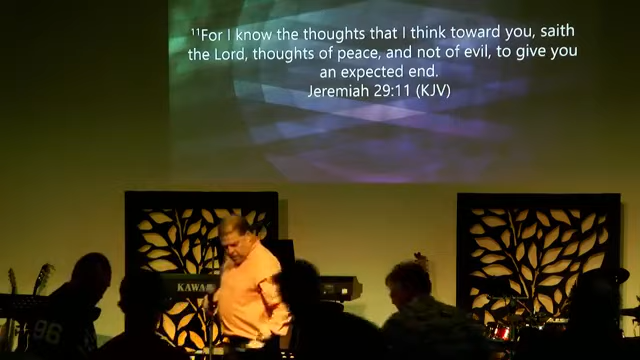 ¹¹For I know the thoughts that I think toward you, saith
the Lord, thoughts of peace, and not of evil, to give you
an expected end.
Jeremiah 29:11 (KJV)
KAWAI
96